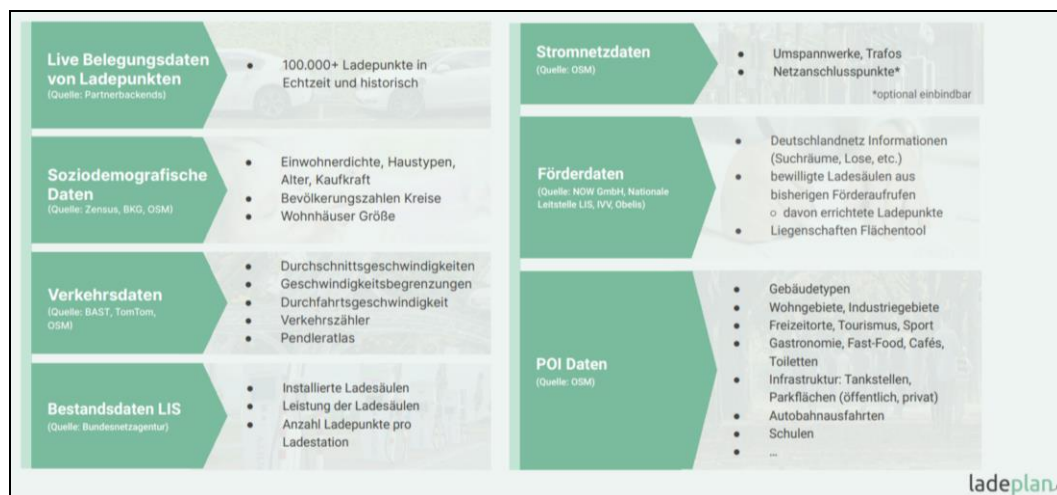 Live Belegungsdaten
von Ladepunkten
(Quelle: Partnerbackends)
● 100.000+ Ladepunkte in
Echtzeit und historisch
Soziodemografische
Daten
(Quelle: Zensus, BKG, OSM)
● Einwohnerdichte, Haustypen,
Alter, Kaufkraft
● Bevölkerungszahlen Kreise
● Wohnhäuser Größe
Verkehrsdaten
(Quelle: BAST, TomTom,
OSM)
● Durchschnittsgeschwindigkeiten
● Geschwindigkeitsbegrenzungen
● Durchfahrtsgeschwindigkeit
● Verkehrszähler
● Pendleratlas
Bestandsdaten LIS
(Quelle: Bundesnetzagentur)
● Installierte Ladesäulen
● Leistung der Ladesäulen
● Anzahl Ladepunkte pro
Ladestation
Stromnetzdaten
(Quelle: OSM)
● Umspannwerke, Trafos
● Netzanschlusspunkte*
*optional einbindbar
Förderdaten
(Quelle: NOW GmbH, Nationale
Leitstelle LIS, IVV, Obelis)
● Deutschlandnetz Informationen
(Suchräume, Lose, etc.)
● bewilligte Ladesäulen aus
bisherigen Förderaufrufen
○ davon errichtete Ladepunkte
● Liegenschaften Flächentool
POI Daten
(Quelle: OSM)
● Gebäudetypen
● Wohngebiete, Industriegebiete
● Freizeitorte, Tourismus, Sport
● Gastronomie, Fast-Food, Cafés,
Toiletten
● Infrastruktur: Tankstellen,
Parkflächen (öffentlich, privat)
● Autobahnausfahrten
● Schulen
● ...
ladeplan